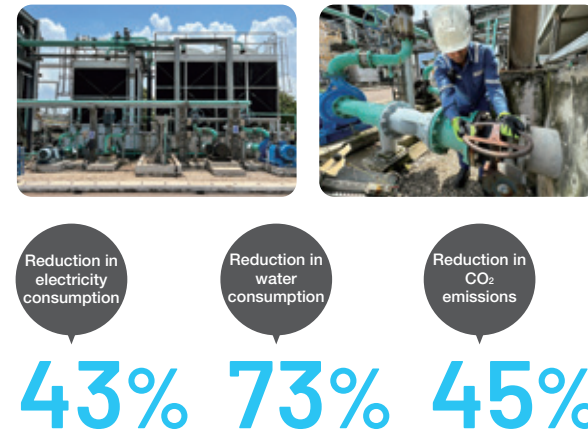 Reduction in
electricity
consumption
43%
Reduction in
water
consumption
73%
Reduction in
CO₂
emissions
45%